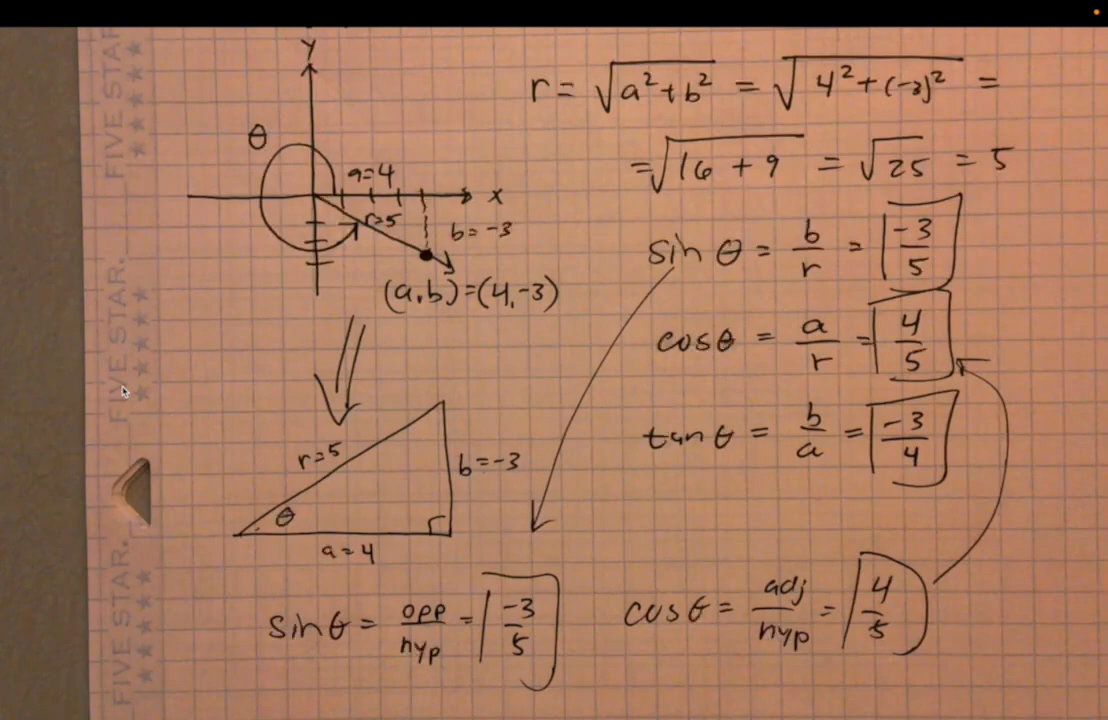 y
r = √(a² + b²) = √(4² + (-3)²) =
= √(16 + 9) = √25 = 5
θ
a=4
x
r=5
b = -3
(a,b)=(4,-3)
sin θ = b/r = -3/5
cos θ = a/r = 4/5
tan θ = b/a = -3/4
r=5
b = -3
θ
a = 4
sin θ = opp/hyp = -3/5
cos θ = adj/hyp = 4/5
FIVE STAR.
FIVE STAR.
FIVE STAR.
FIVE STAR.